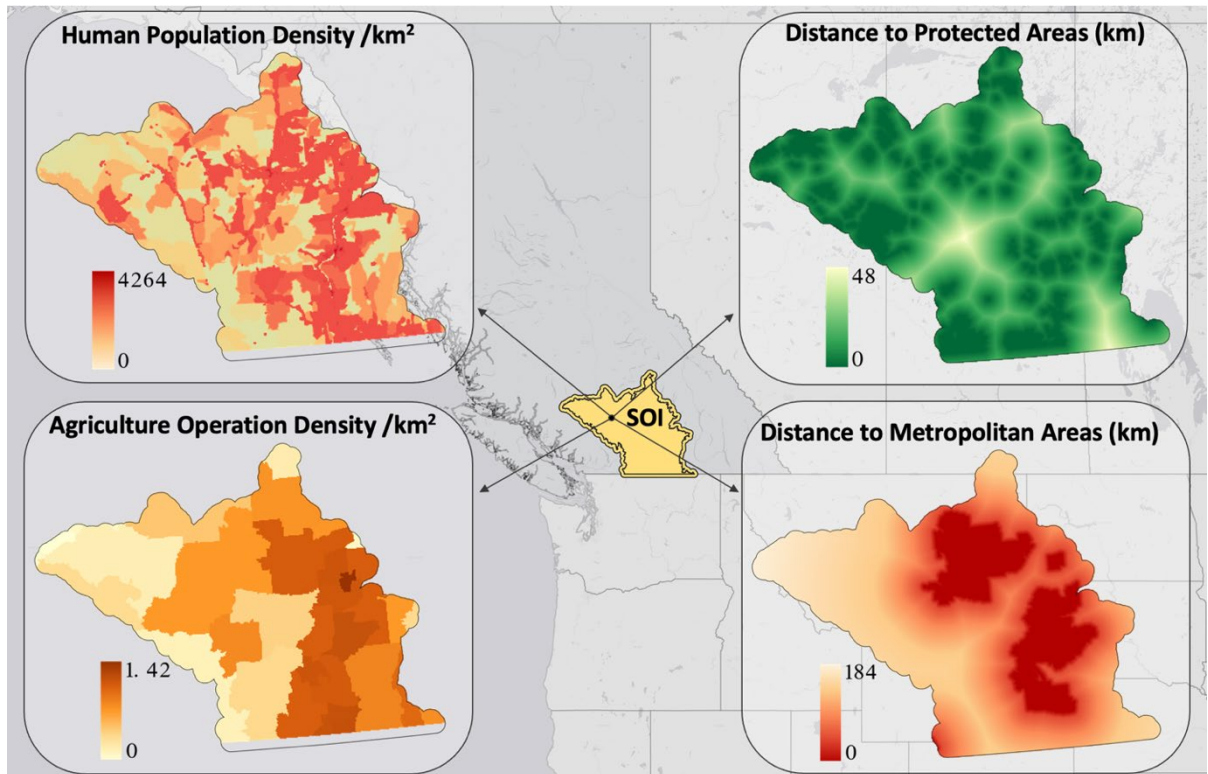 Human Population Density /km²
4264
0
Distance to Protected Areas (km)
48
0
SOI
Agriculture Operation Density /km²
1. 42
0
Distance to Metropolitan Areas (km)
184
0